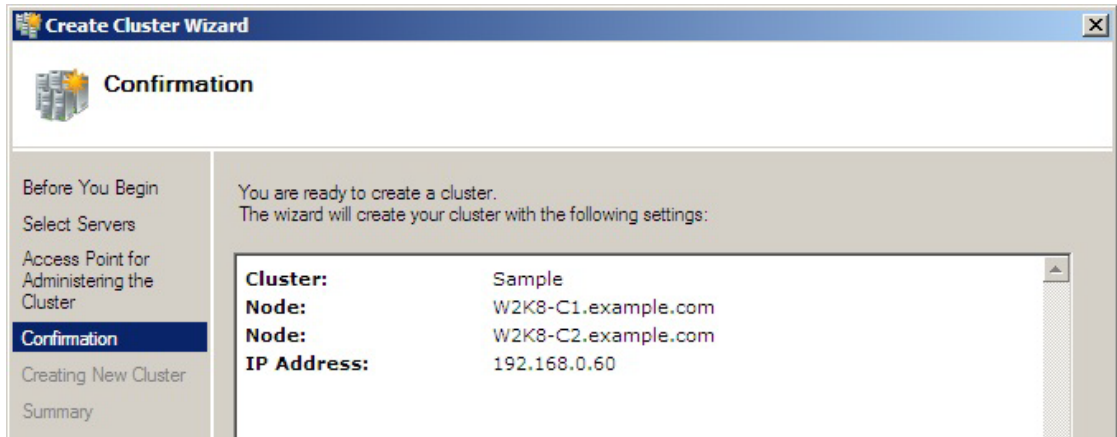 Create Cluster Wizard
Confirmation
Before You Begin
Select Servers
Access Point for
Administering the
Cluster
Confirmation
Creating New Cluster
Summary
You are ready to create a cluster.
The wizard will create your cluster with the following settings:
Cluster: Sample
Node: W2K8-C1.example.com
Node: W2K8-C2.example.com
IP Address: 192.168.0.60